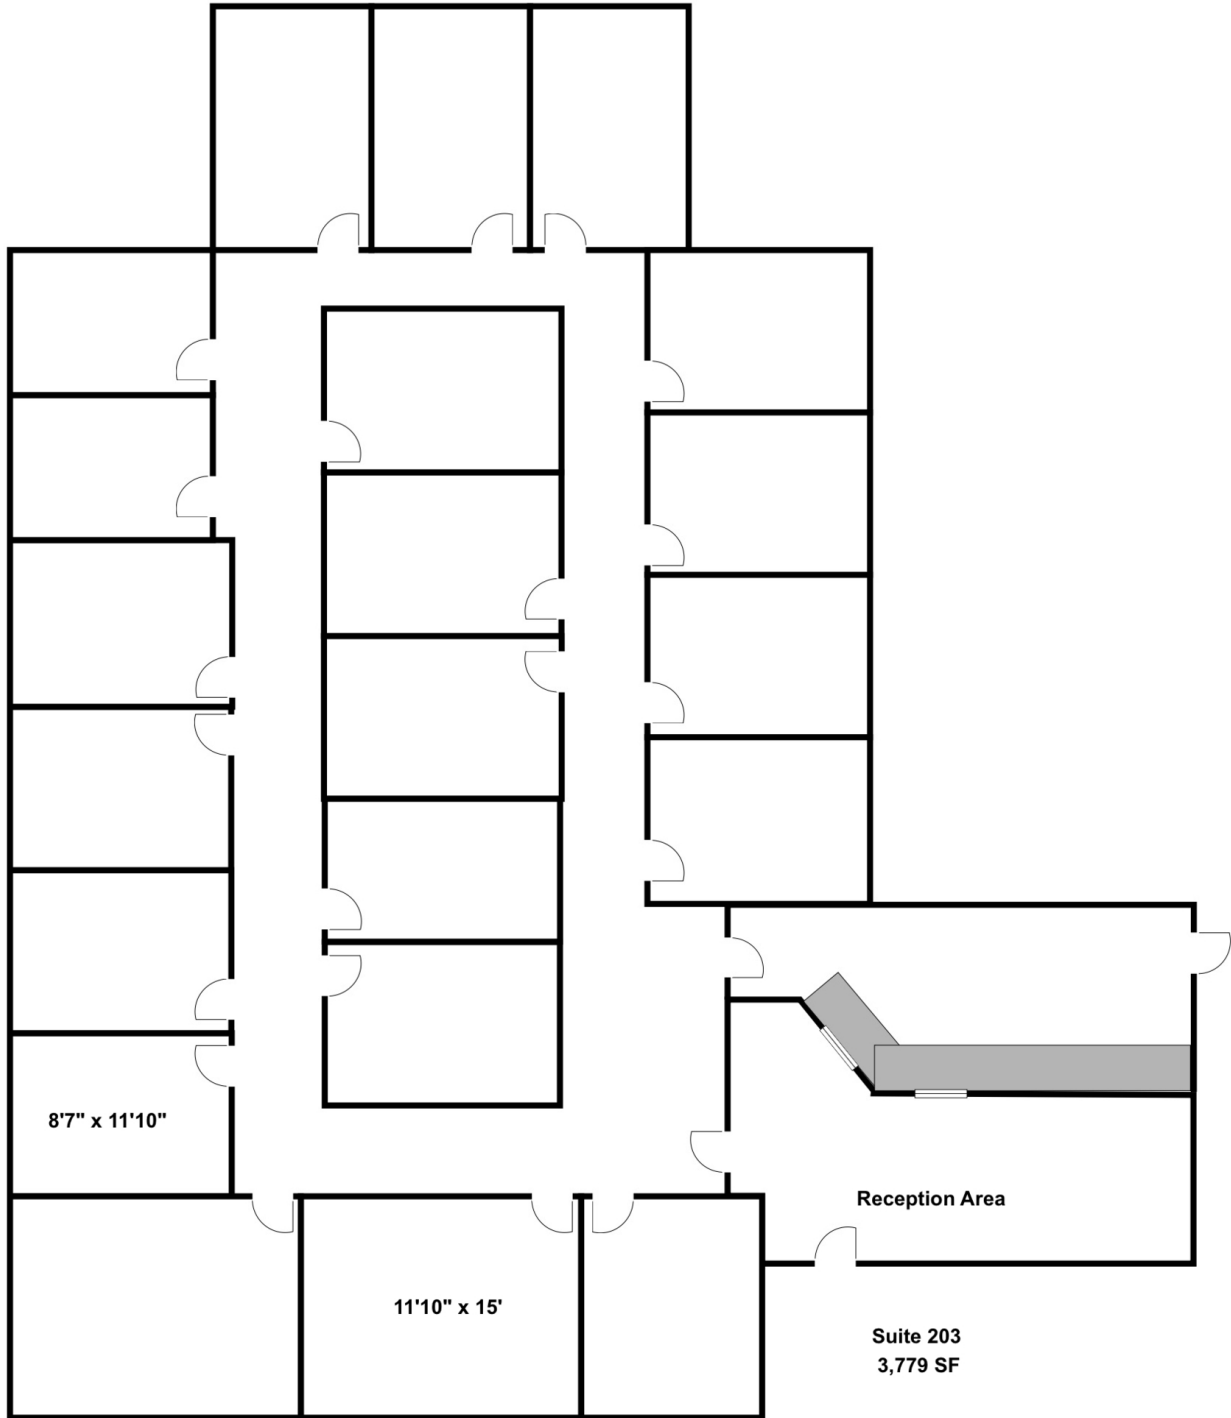 8'7" x 11'10"
Reception Area
11'10" x 15'
Suite 203
3,779 SF